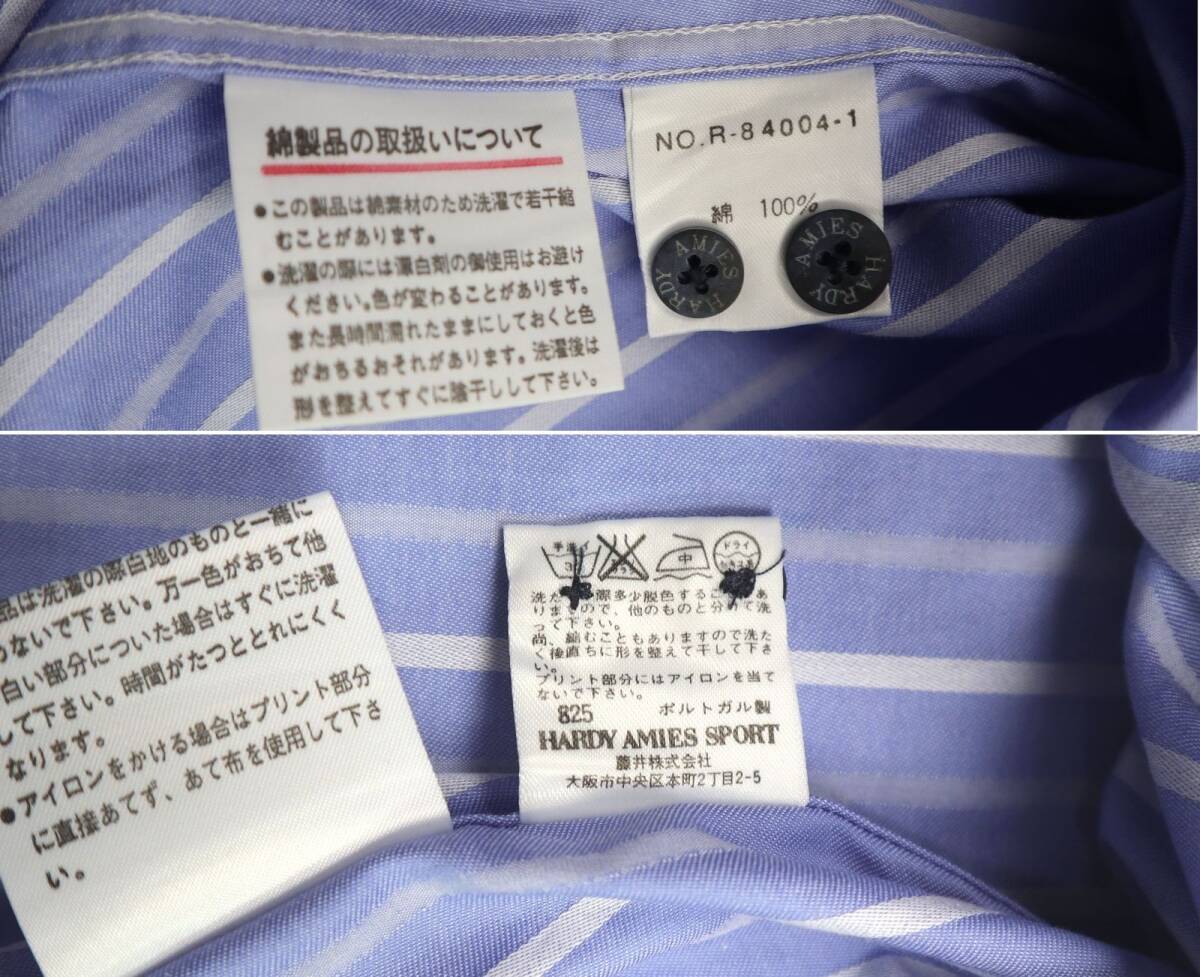 綿製品の取扱いについて
●この製品は綿素材のため洗濯で若干縮
むことがあります。
●洗濯の際には漂白剤の御使用はお避け
ください。色が変わることがあります。
また長時間濡れたままにしておくと色
がおちるおそれがあります。洗濯後は
形を整えてすぐに陰干しして下さい。
NO.R-84004-1
綿 100%
HARDY AMIES
HARDY AMIES
品は洗濯の際白地のものと一緒に
わないで下さい。万一色がおちて他
白い部分についた場合はすぐに洗濯
して下さい。時間がたつととれにくく
なります。
●アイロンをかける場合はプリント部分
に直接あてず、あて布を使用して下さ
い。
中 ドライ
際多少脱色する
りますので、他のものと分けて洗
って下さい。
尚、縮むこともありますので洗た
く後直ちに形を整えて干して下さ
い。
プリント部分にはアイロンを当て
ないで下さい。
825 ポルトガル製
HARDY AMIES SPORT
藤井株式会社
大阪市中央区本町2丁目2-5